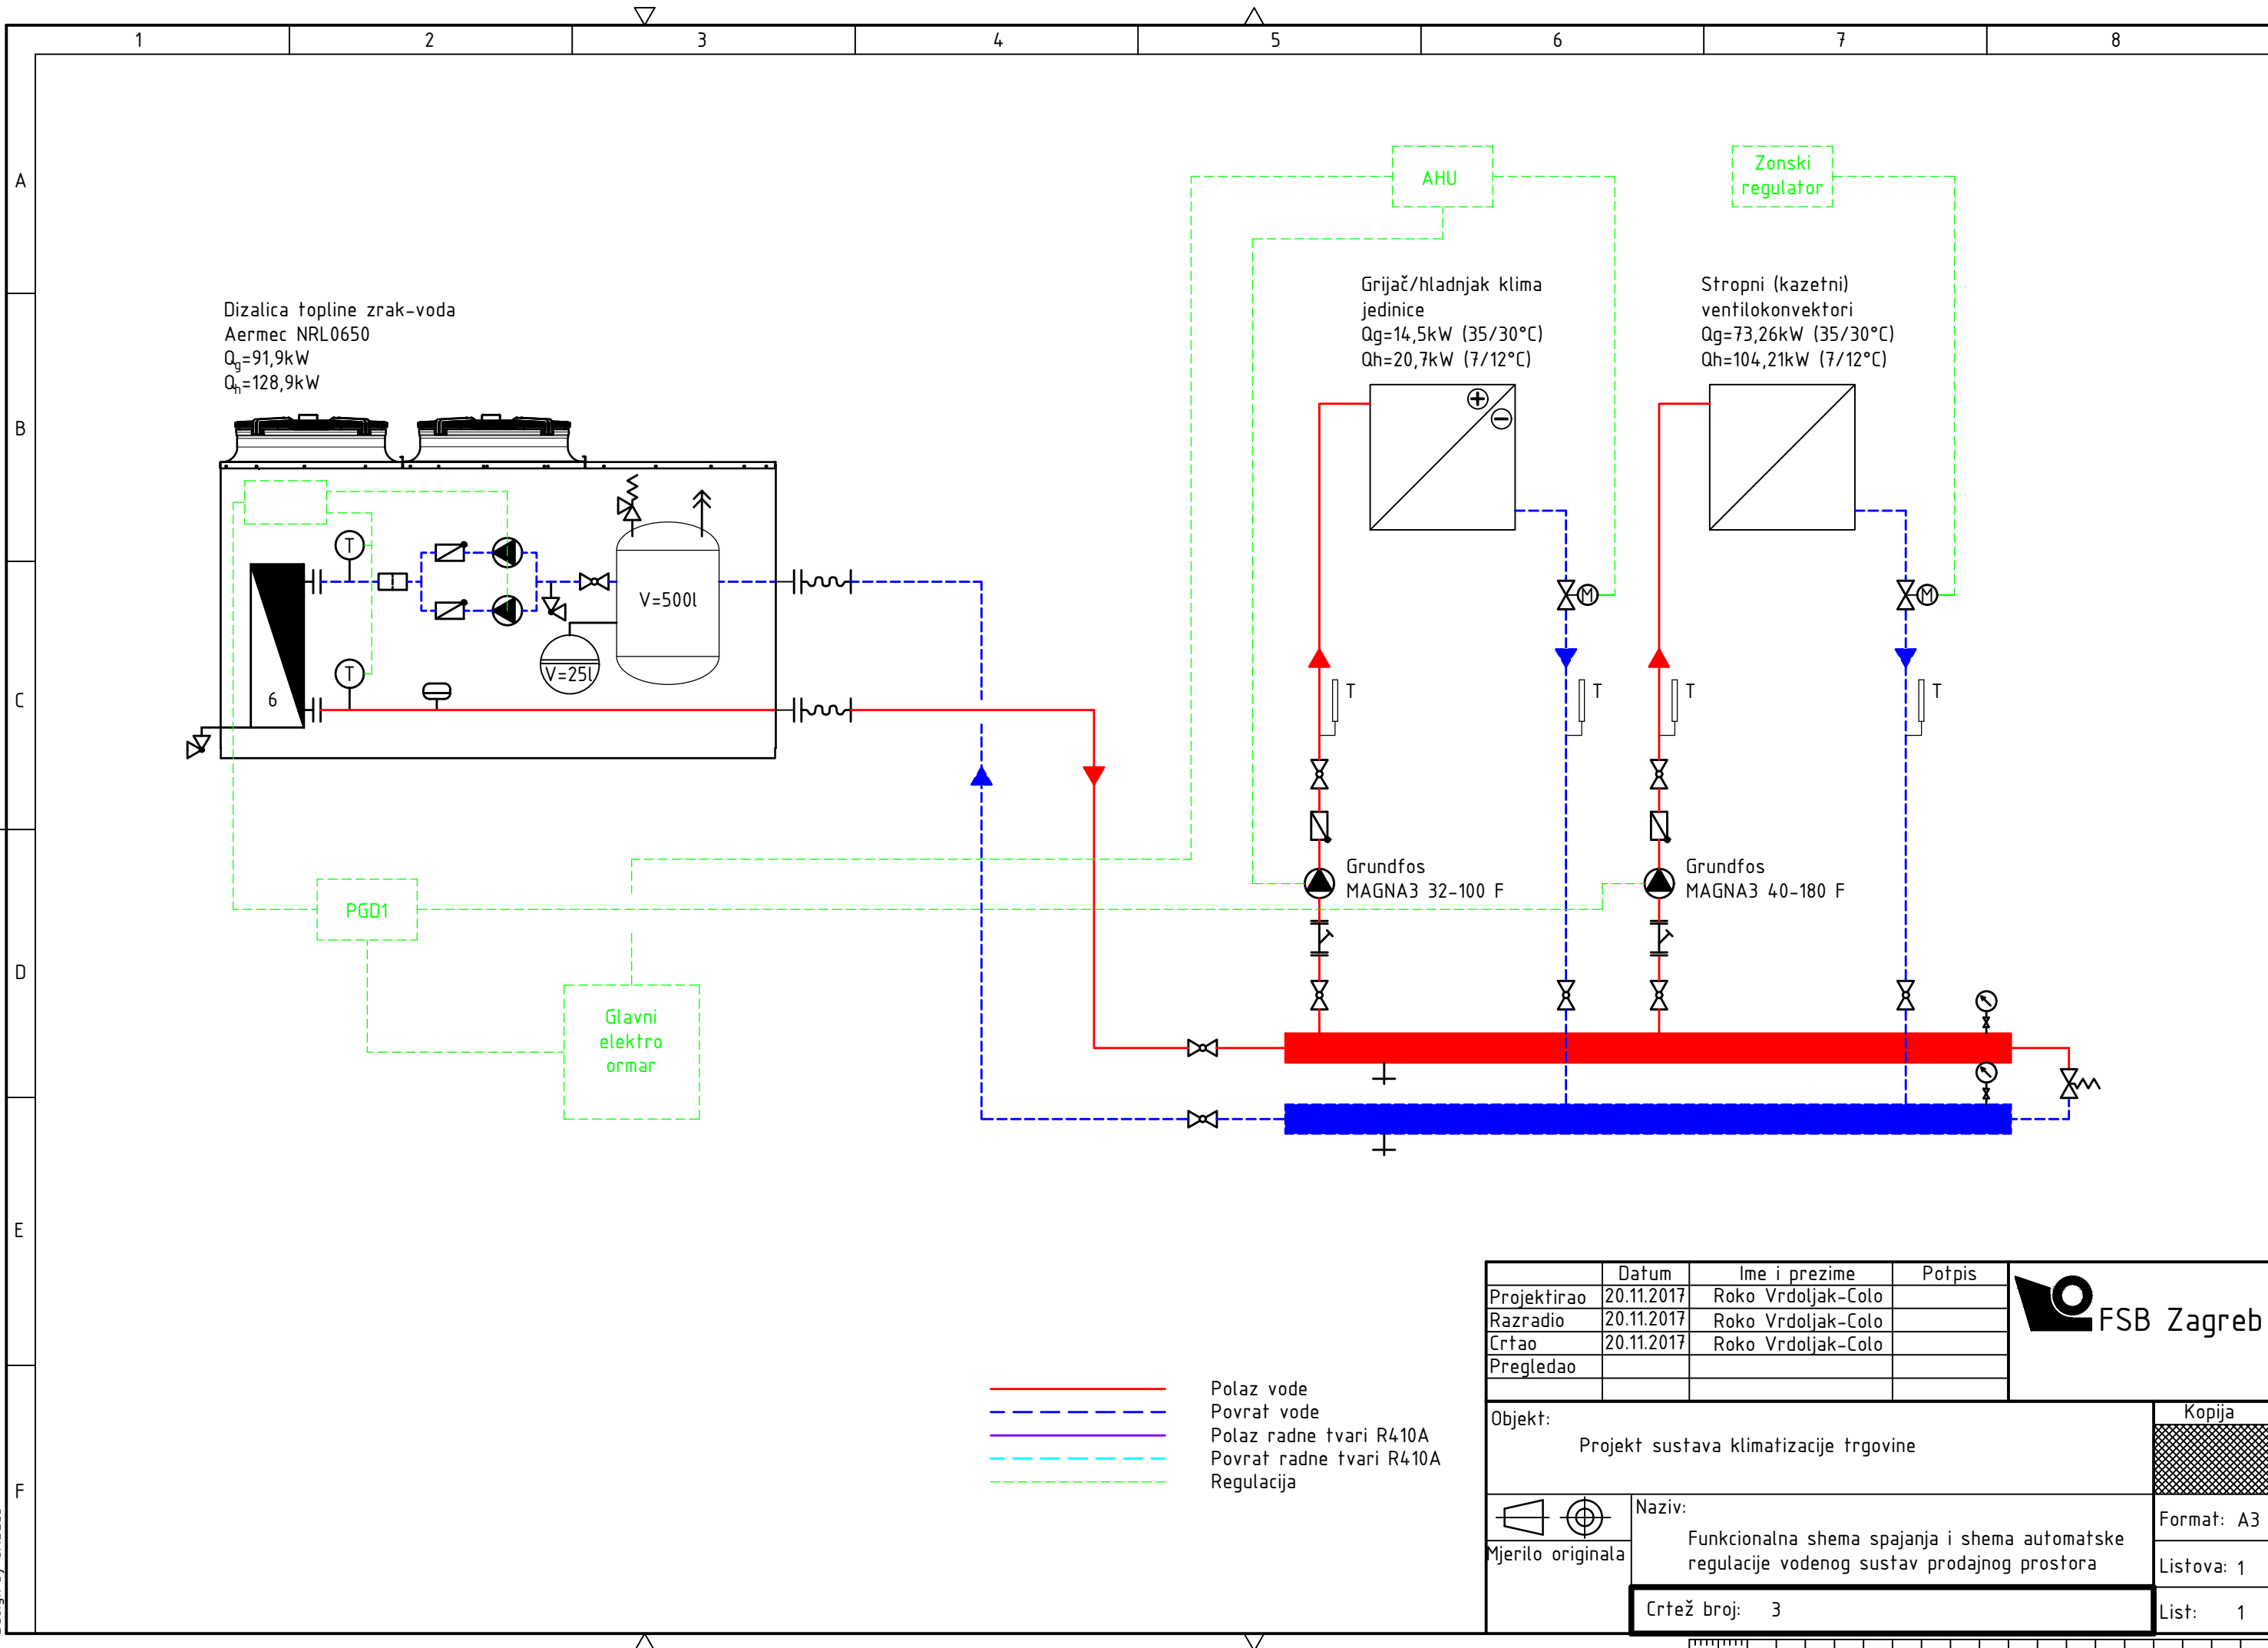 1 2 3 4 5 6 7 8
A
B
C
D
E
F
AHU
Zonski
regulator
Dizalica topline zrak-voda
Aermec NRL0650
Qg=91,9kW
Qh=128,9kW
Grijač/hladnjak klima
jedinice
Qg=14,5kW (35/30°C)
Qh=20,7kW (7/12°C)
Stropni (kazetni)
ventilokonvektori
Qg=73,26kW (35/30°C)
Qh=104,21kW (7/12°C)
T
T
6
V=500l
V=25l
M
M
T
T
T
T
Grundfos
MAGNA3 32-100 F
Grundfos
MAGNA3 40-180 F
PGD1
Glavni
elektro
ormar
Polaz vode
Povrat vode
Polaz radne tvari R410A
Povrat radne tvari R410A
Regulacija
Datum Ime i prezime Potpis
Projektirao 20.11.2017 Roko Vrdoljak-Colo
Razradio 20.11.2017 Roko Vrdoljak-Colo
Crtao 20.11.2017 Roko Vrdoljak-Colo
Pregledao
FSB Zagreb
Objekt:
Projekt sustava klimatizacije trgovine
Kopija
Naziv:
Funkcionalna shema spajanja i shema automatske
regulacije vodenog sustav prodajnog prostora
Mjerilo originala
Format: A3
Listova: 1
Crtež broj: 3
List: 1